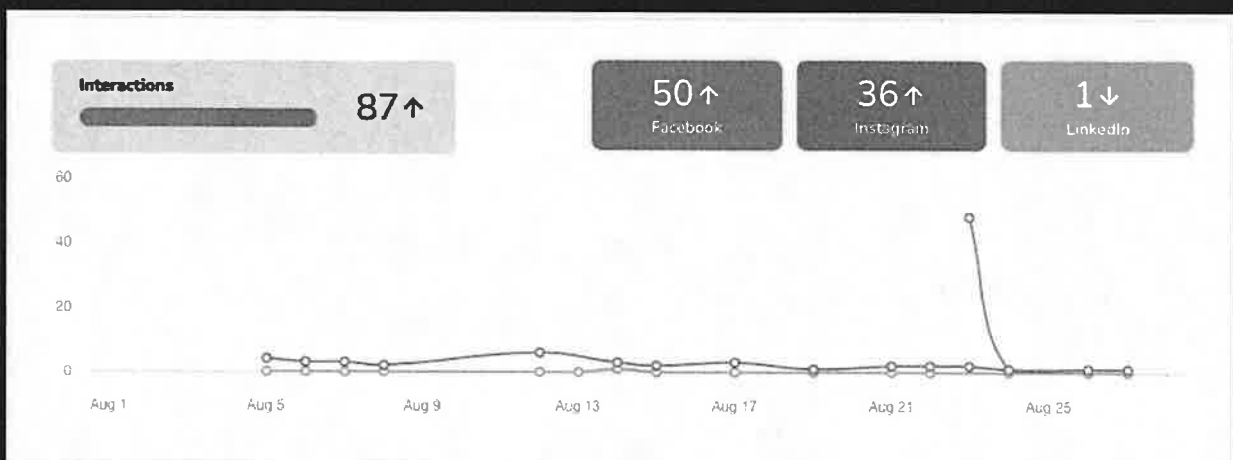 Interactions
87↑
50↑
Facebook
36↑
Instagram
1↓
LinkedIn
60
40
20
0
Aug 1
Aug 5
Aug 9
Aug 13
Aug 17
Aug 21
Aug 25